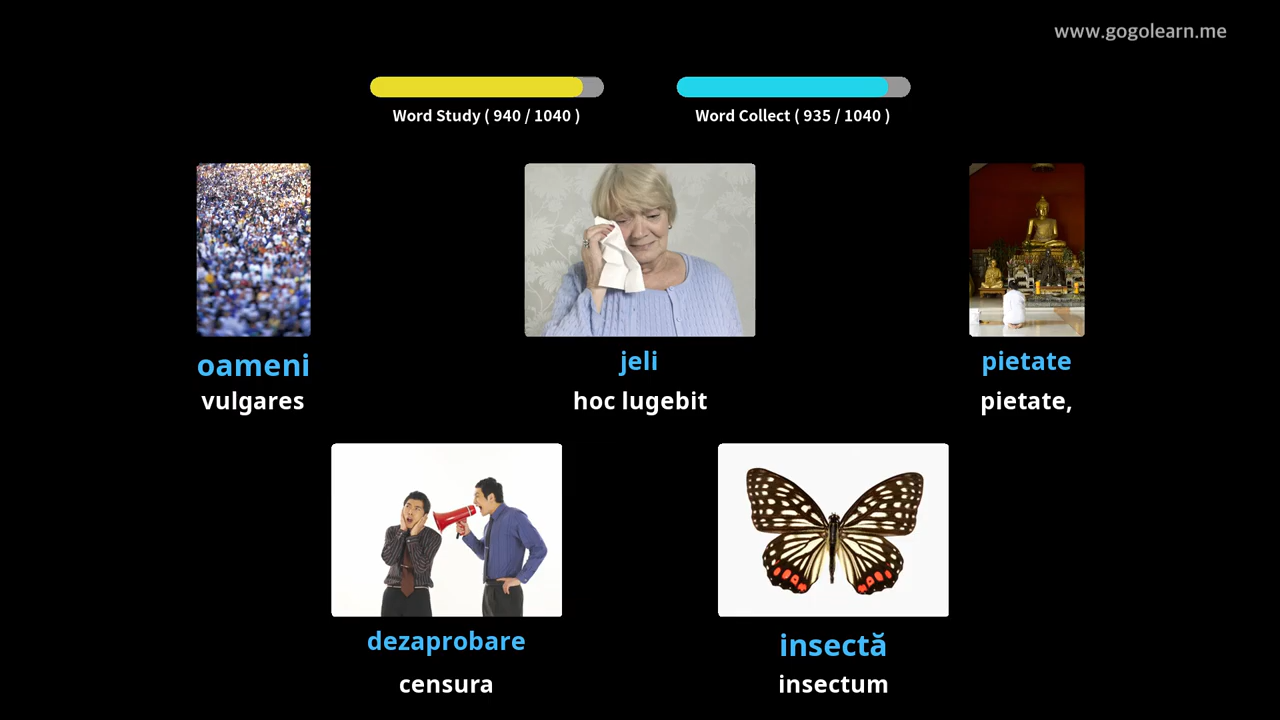 www.gogolearn.me
Word Study ( 940 / 1040 )
Word Collect ( 935 / 1040 )
oameni
vulgares
jeli
hoc lugebit
pietate
pietate,
dezaprobare
censura
insectă
insectum